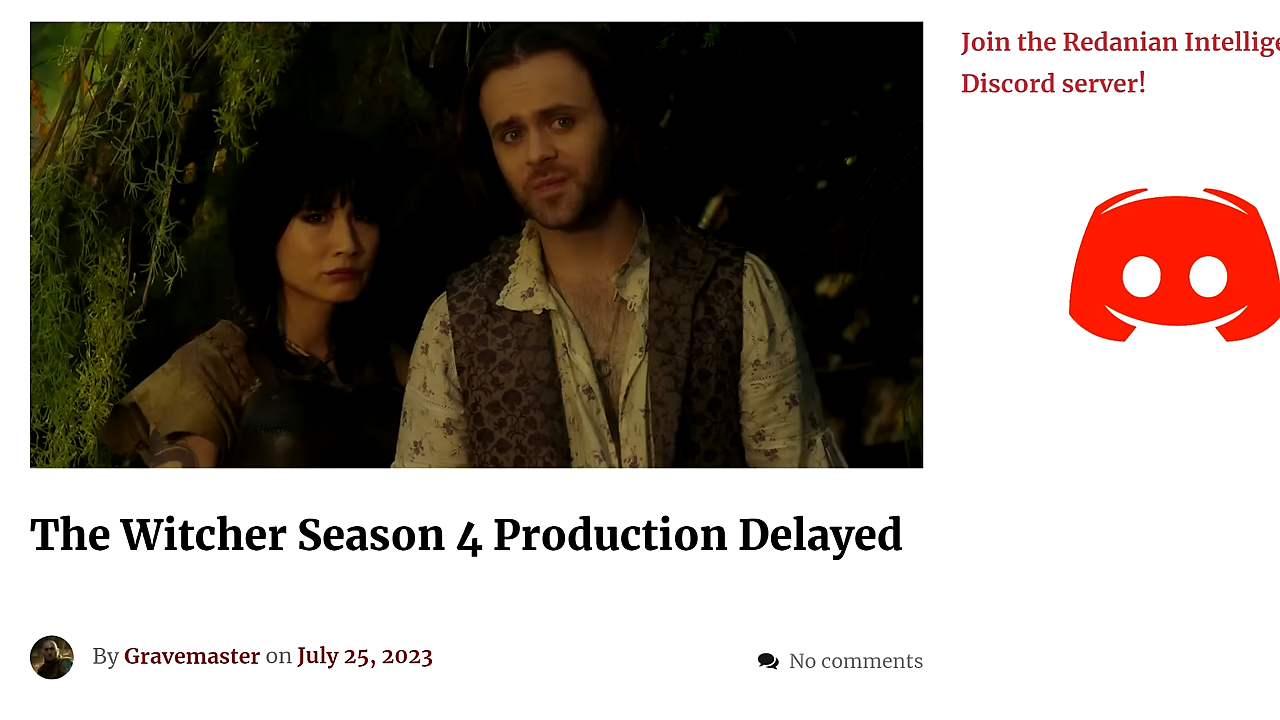 Join the Redanian
Discord server!
The Witcher Season 4 Production Delayed
By Gravemaster on July 25, 2023
No comments